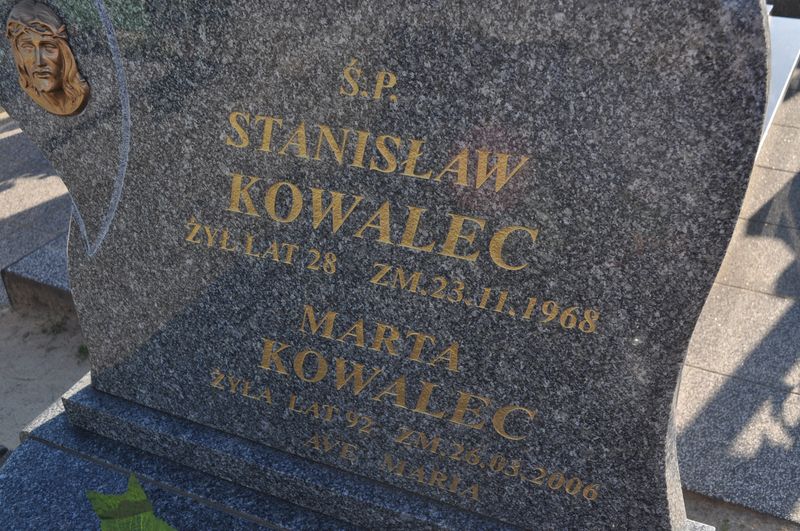 Ś.P.
STANISŁAW
KOWALEC
ŻYŁ LAT 28 ZM.23.11.1968
MARTA
KOWALEC
ŻYŁA LAT 92 ZM.26.03.2006
AVE MARIA